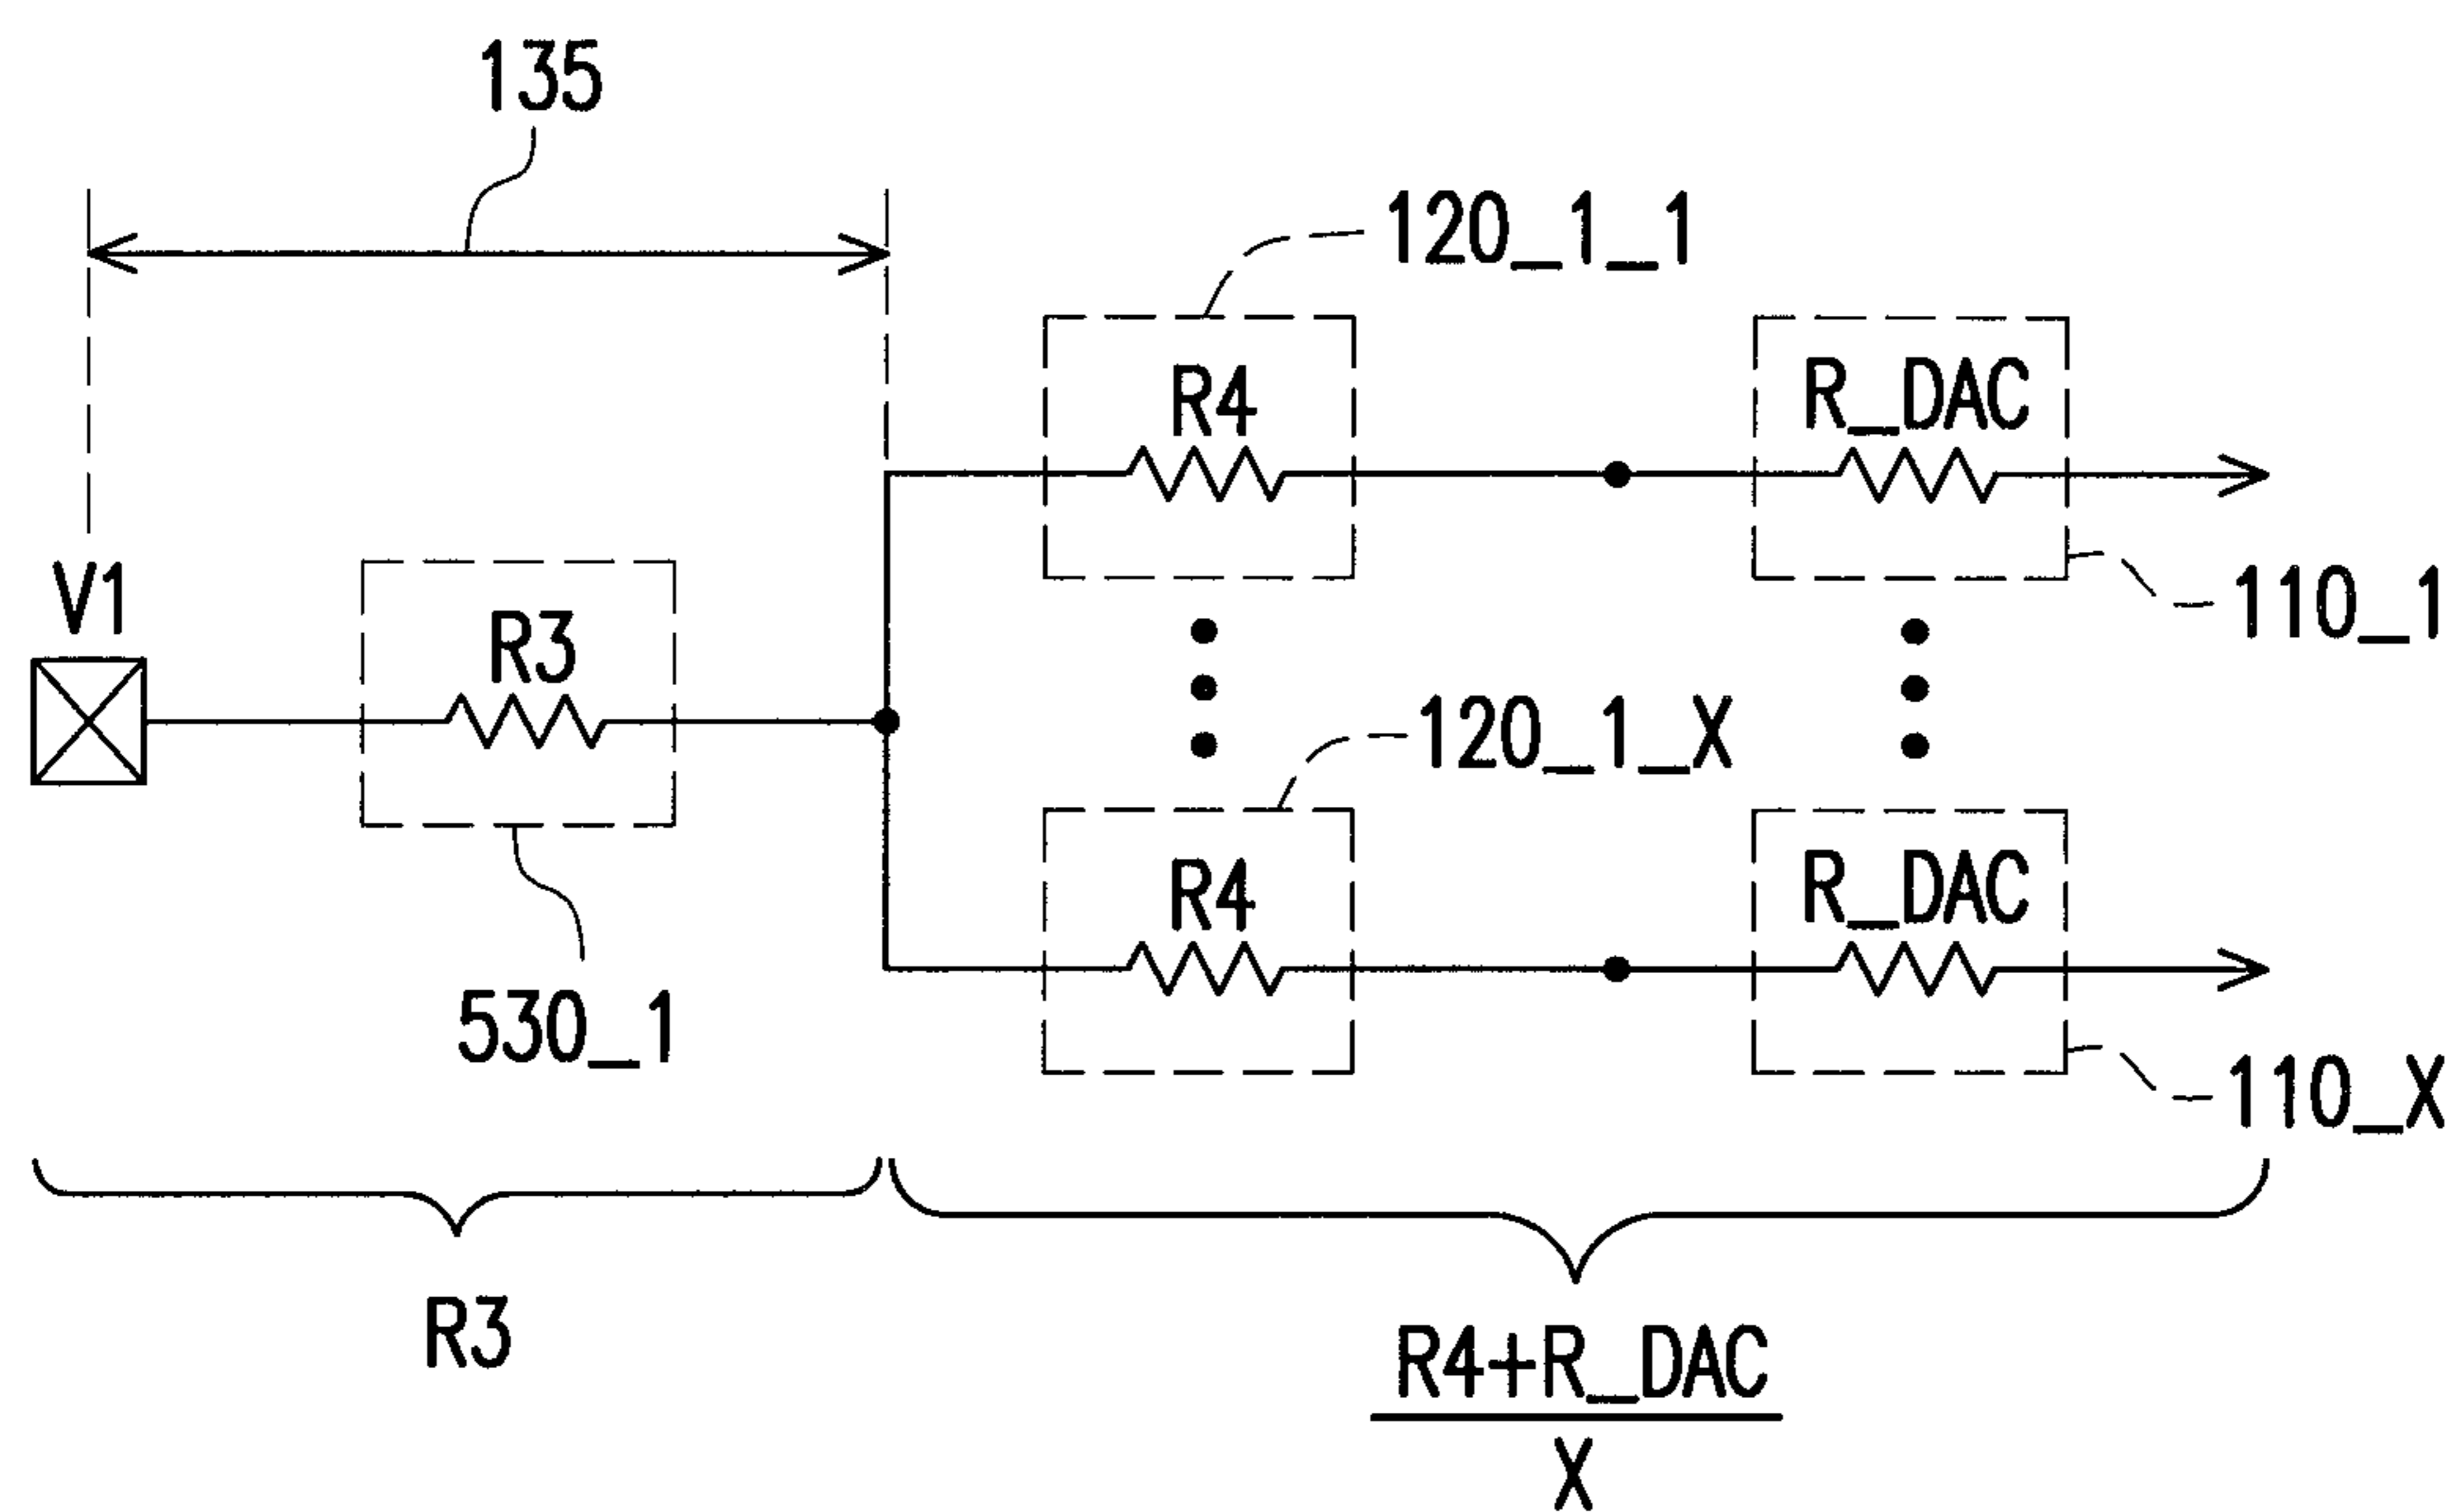 135
120_1_1
R4
R_DAC
V1
R3
110_1
120_1_X
R4
R_DAC
530_1
110_X
R3
R4+R_DAC
X